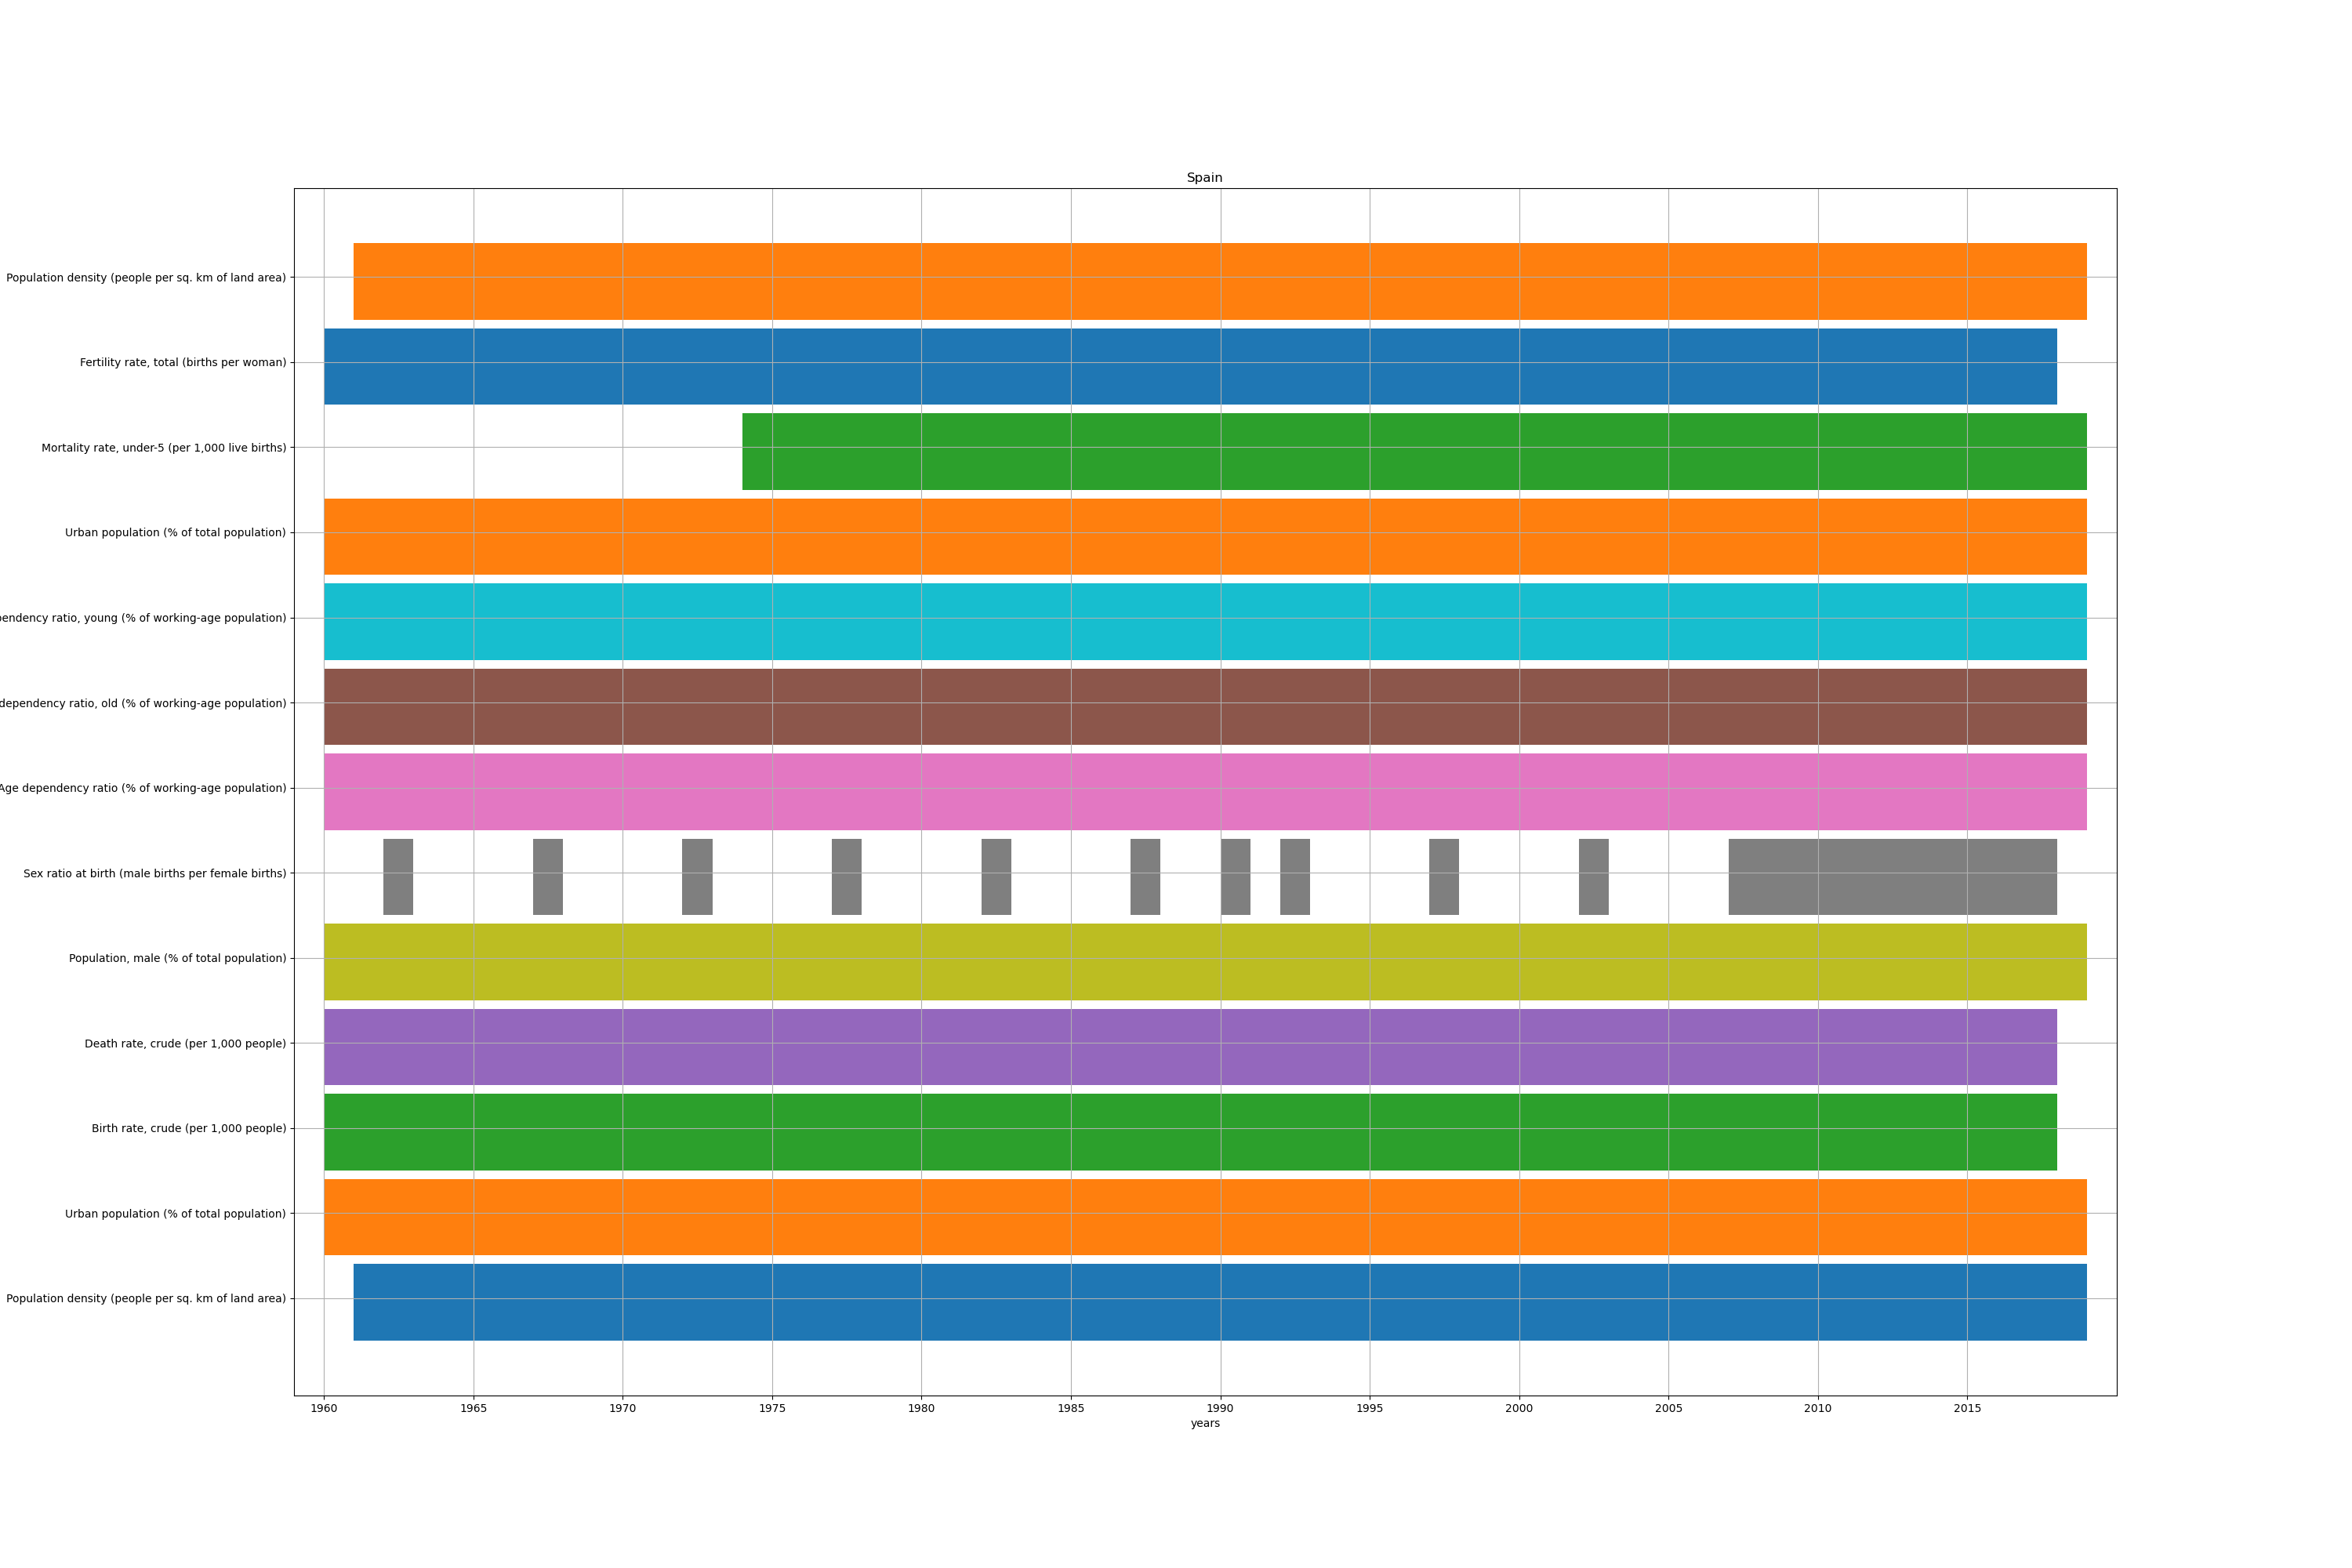 Spain
Population density (people per sq. km of land area)
Fertility rate, total (births per woman)
Mortality rate, under-5 (per 1,000 live births)
Urban population (% of total population)
ratio, young (% of working-age population)
dependency ratio, old (% of working-age population)
Age dependency ratio (% of working-age population)
Sex ratio at birth (male births per female births)
Population, male (% of total population)
Death rate, crude (per 1,000 people)
Birth rate, crude (per 1,000 people)
Urban population (% of total population)
Population density (people per sq. km of land area)
1960 1965 1970 1975 1980 1985 1990 1995 2000 2005 2010 2015
years